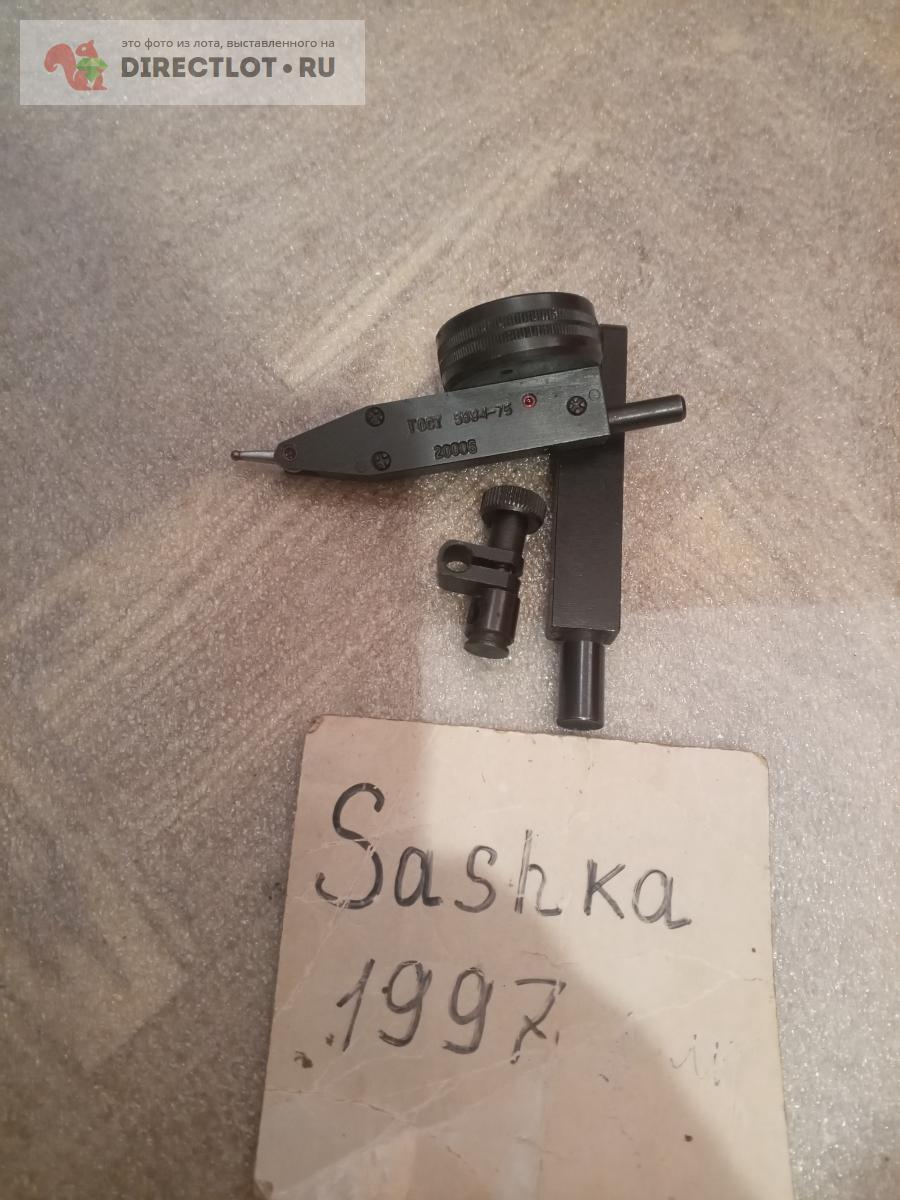 это фото из лота, выставленного на
DIRECTLOT•RU
ГОСТ 5584-75
20006
Sashka
1997